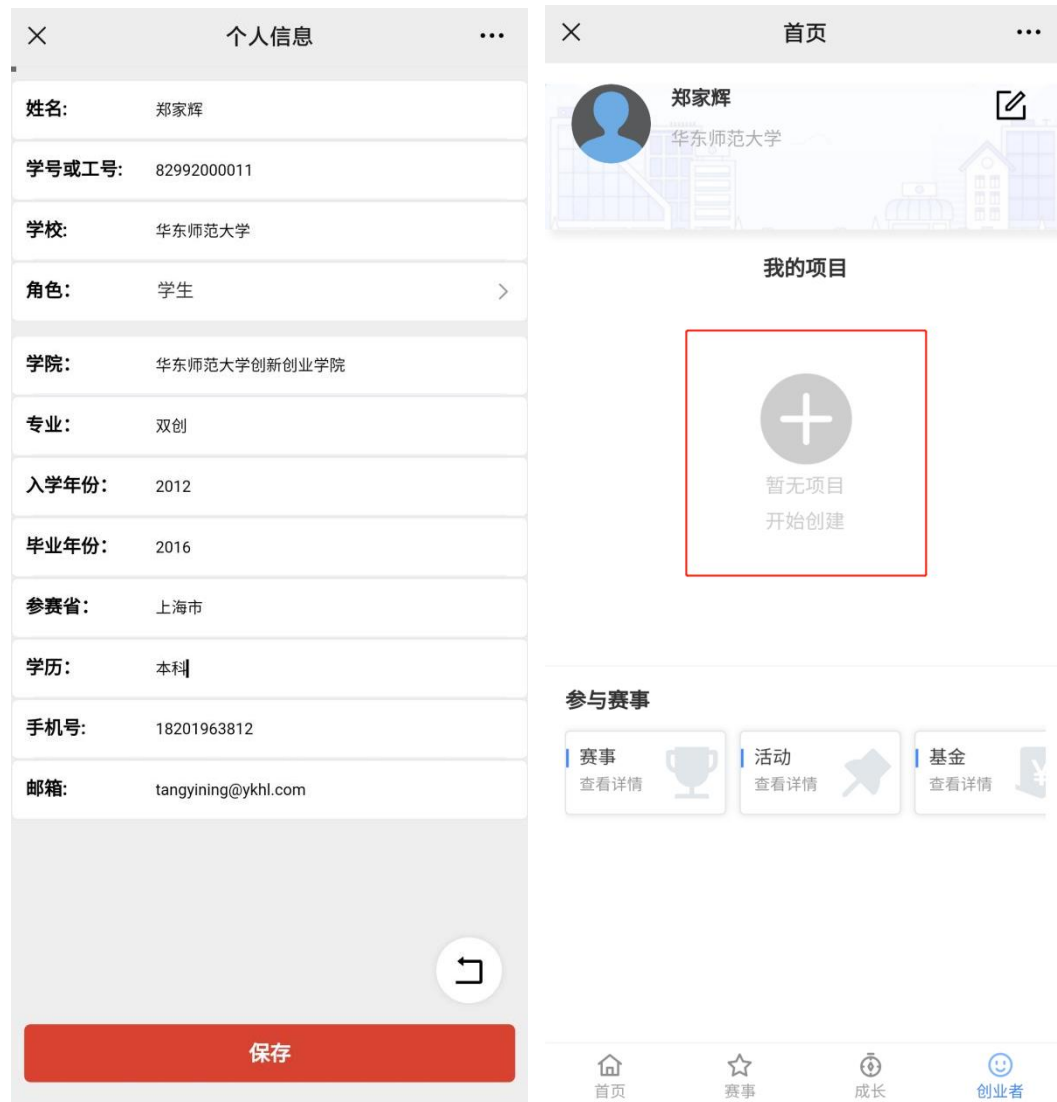 个人信息
姓名: 郑家辉
学号或工号: 82992000011
学校: 华东师范大学
角色: 学生
学院: 华东师范大学创新创业学院
专业: 双创
入学年份: 2012
毕业年份: 2016
参赛省: 上海市
学历: 本科
手机号: 18201963812
邮箱: tangyining@ykhl.com
保存
首页
郑家辉
华东师范大学
我的项目
暂无项目
开始创建
参与赛事
赛事 活动 基金
查看详情 查看详情 查看详情
首页 赛事 成长 创业者